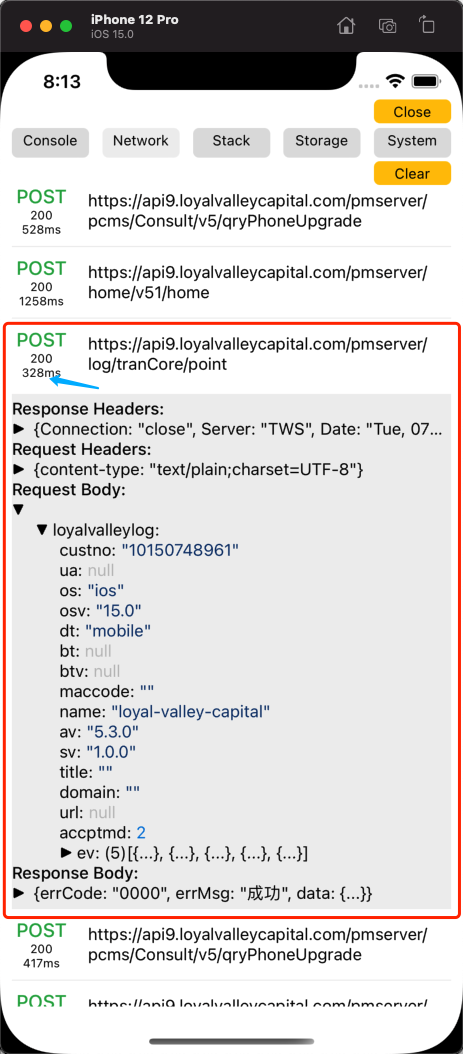 iPhone 12 Pro
iOS 15.0
8:13
Close
Console Network Stack Storage System
Clear
POST
200
528ms
https://api9.loyalvalleycapital.com/pmserver/
pcms/Consult/v5/qryPhoneUpgrade
POST
200
1258ms
https://api9.loyalvalleycapital.com/pmserver/
home/v51/home
POST
200
328ms
https://api9.loyalvalleycapital.com/pmserver/
log/tranCore/point
Response Headers:
▶ {Connection: "close", Server: "TWS", Date: "Tue, 07...
Request Headers:
▶ {content-type: "text/plain;charset=UTF-8"}
Request Body:
▼
▼ loyalvalleylog:
custno: "10150748961"
ua: null
os: "ios"
osv: "15.0"
dt: "mobile"
bt: null
btv: null
maccode: ""
name: "loyal-valley-capital"
av: "5.3.0"
sv: "1.0.0"
title: ""
domain: ""
url: null
accptmd: 2
▶ ev: (5)[{...}, {...}, {...}, {...}, {...}]
Response Body:
▶ {errCode: "0000", errMsg: "成功", data: {...}}
POST
200
417ms
https://api9.loyalvalleycapital.com/pmserver/
pcms/Consult/v5/qryPhoneUpgrade
POST
https://api9.loyalvalleycapital.com/pmserver/